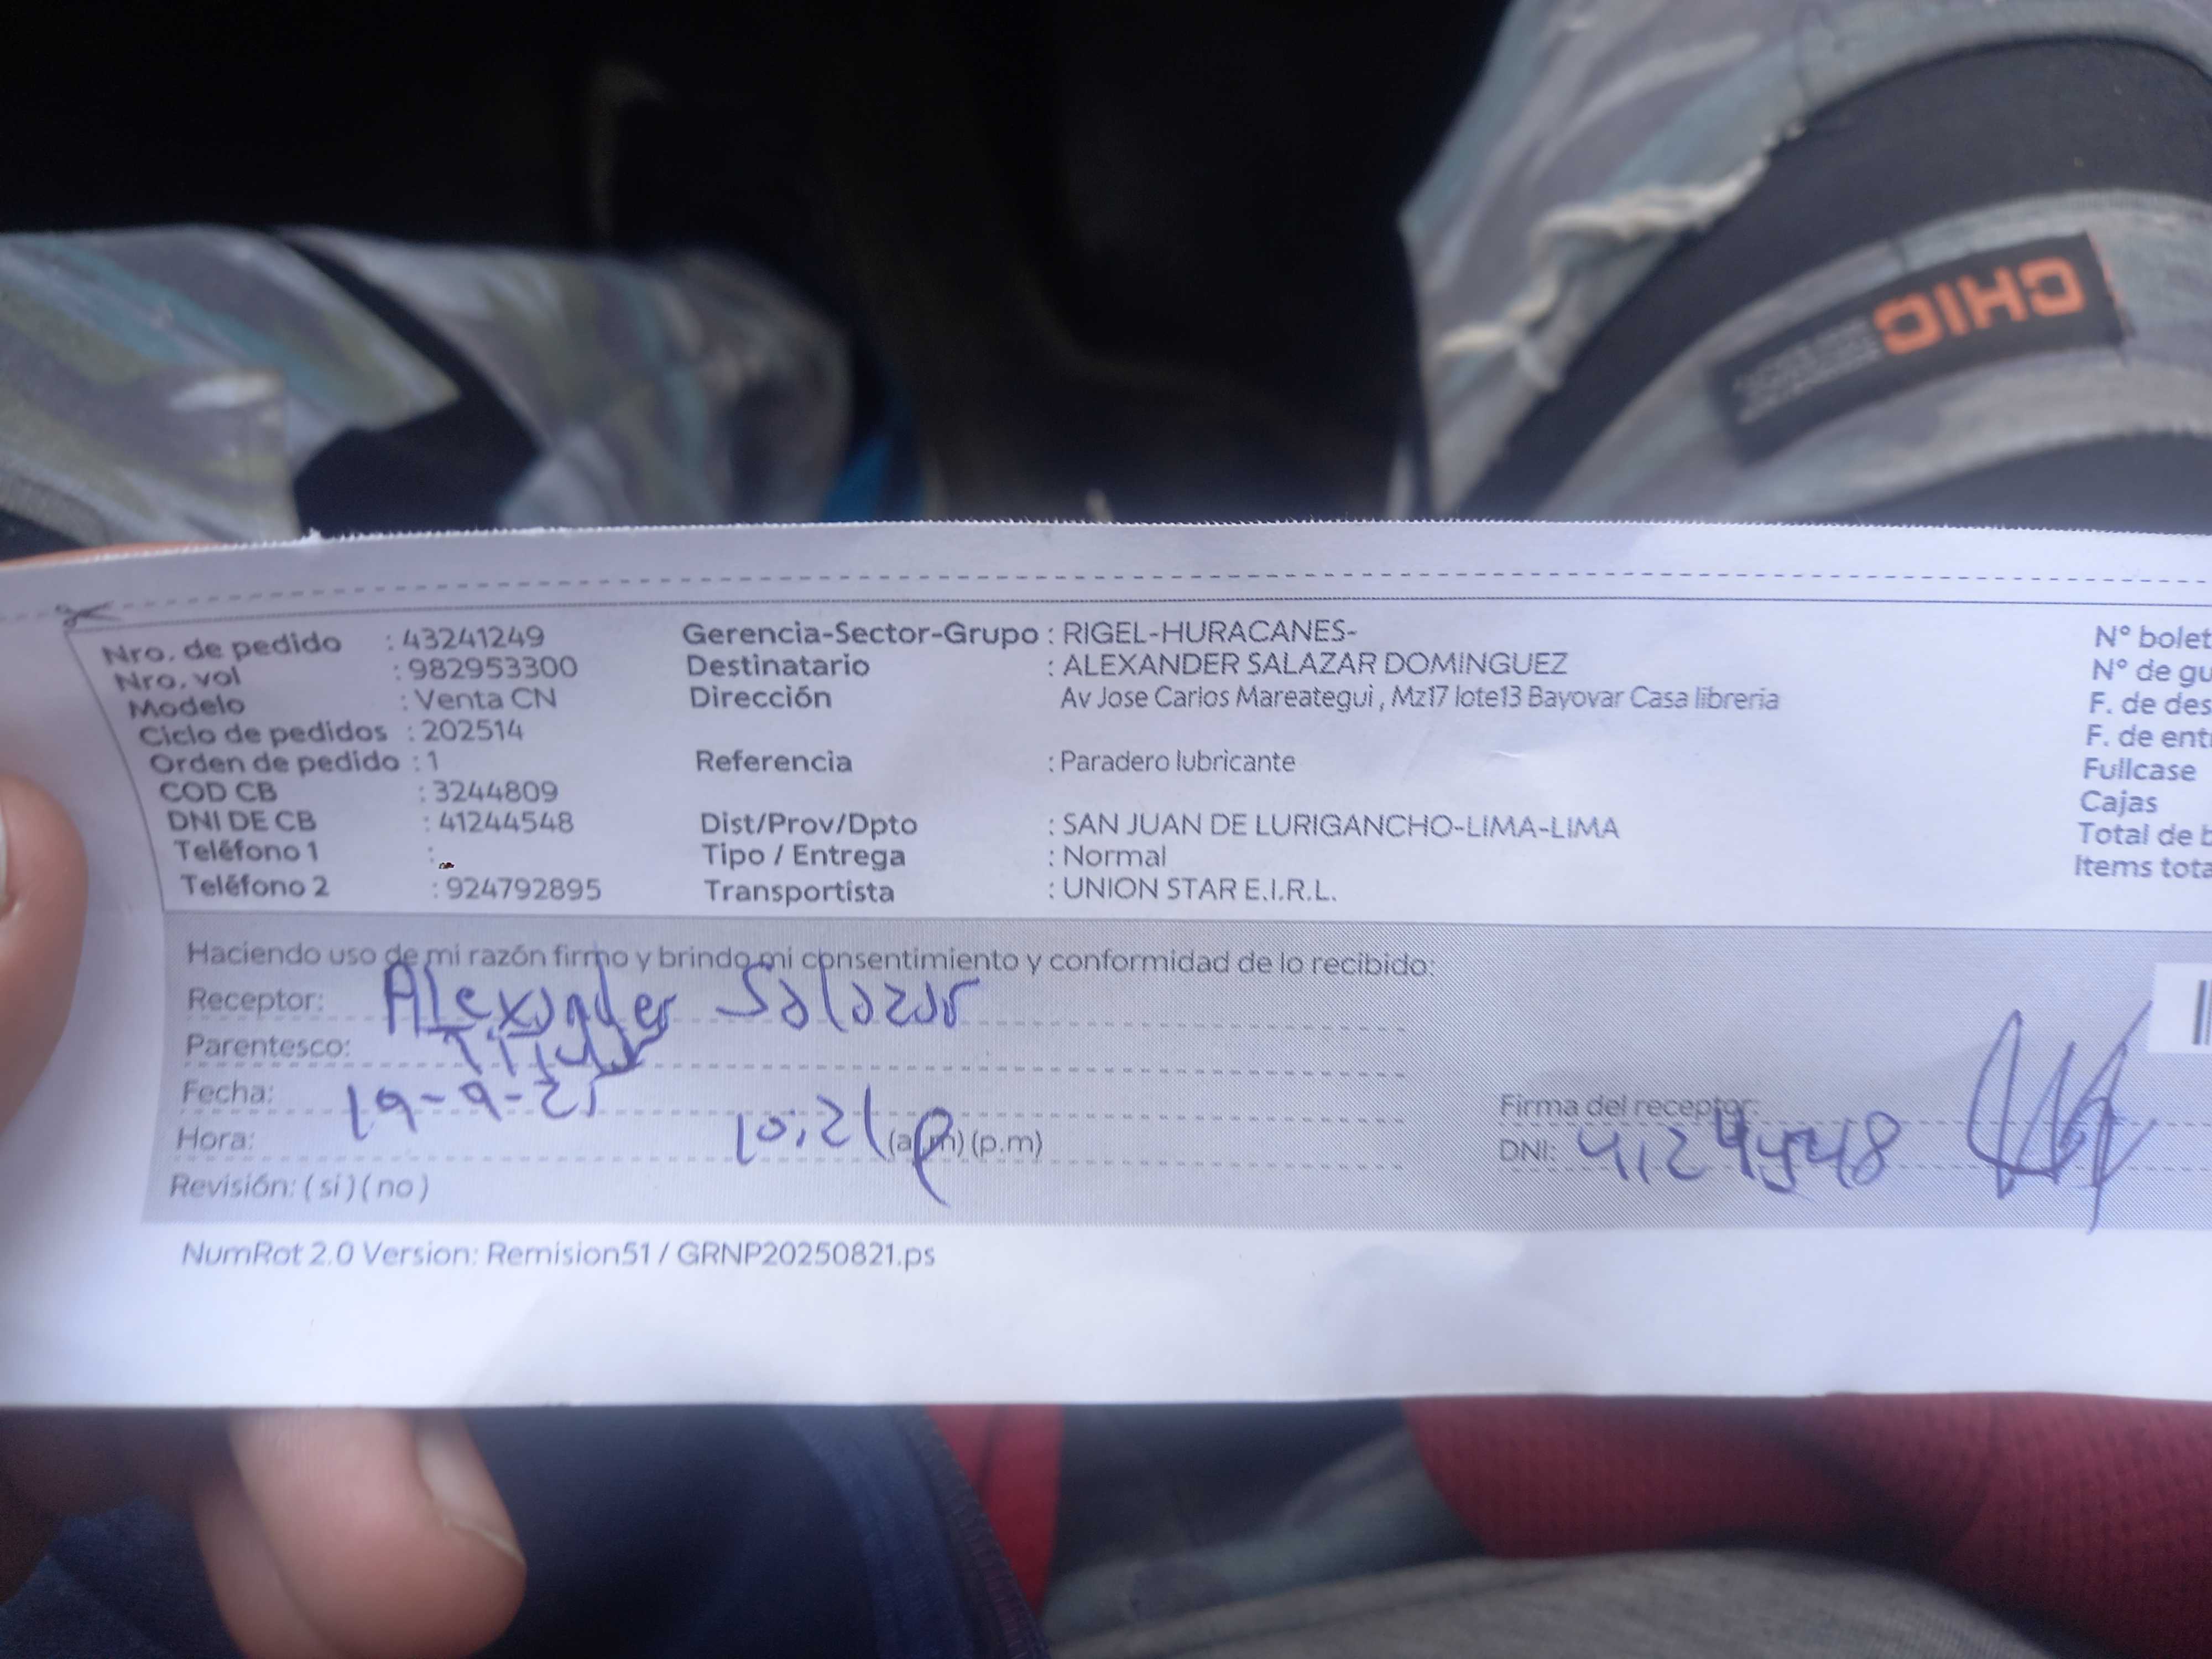 CHIC
Nro. de pedido : 43241249
Nro. vol : 982953300
Modelo : Venta CN
Ciclo de pedidos : 202514
Orden de pedido : 1
COD CB : 3244809
DNI DE CB : 41244548
Teléfono 1 :
Teléfono 2 : 924792895
Gerencia-Sector-Grupo : RIGEL-HURACANES-
Destinatario : ALEXANDER SALAZAR DOMINGUEZ
Dirección Av Jose Carlos Mareategui , Mz17 lote13 Bayovar Casa libreria
Referencia : Paradero lubricante
Dist/Prov/Dpto : SAN JUAN DE LURIGANCHO-LIMA-LIMA
Tipo / Entrega : Normal
Transportista : UNION STAR E.I.R.L.
N° bolet
N° de gu
F. de des
F. de ent
Fullcase
Cajas
Total de b
Items tota
Haciendo uso de mi razón firmo y brindo mi consentimiento y conformidad de lo recibido:
Receptor: Alexander Salazar
Parentesco: Titular
Fecha: 19-9-25
Hora: 10:21 (a.m) (p.m)
Revisión: ( si ) ( no )
Firma del receptor:
DNI: 41244548
NumRot 2.0 Version: Remision51 / GRNP20250821.ps